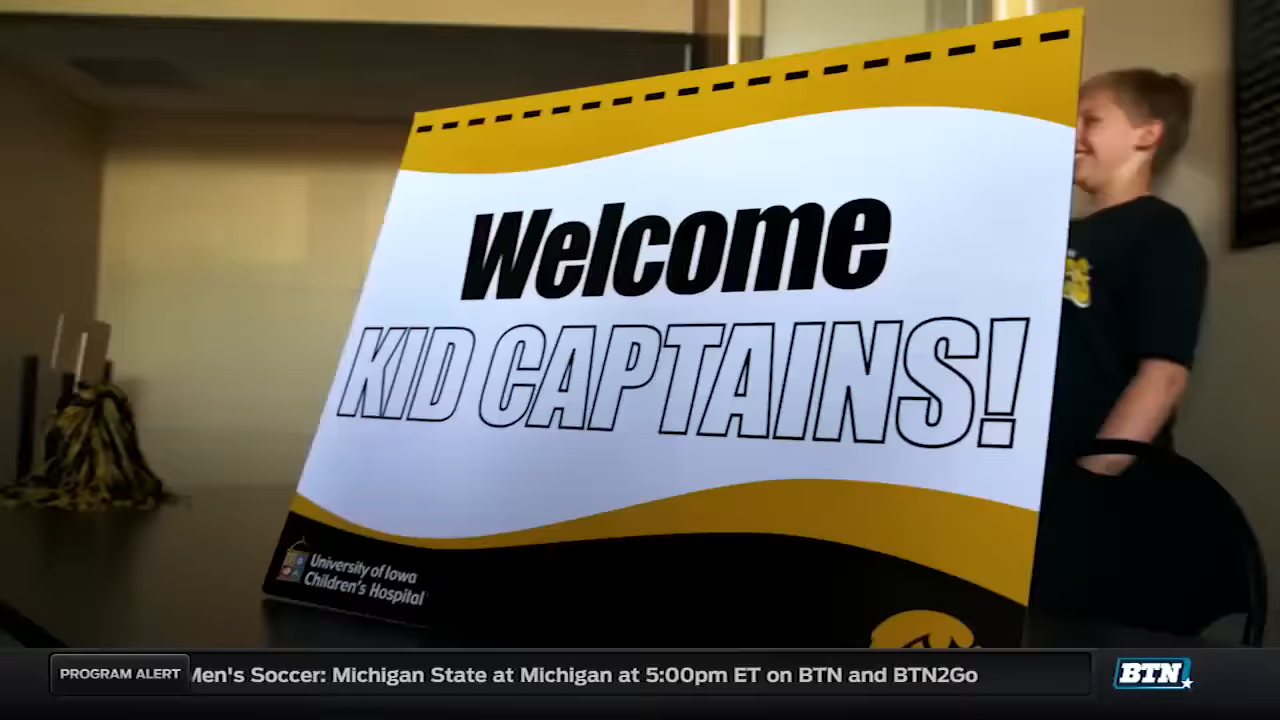 Welcome
KID CAPTAINS!
University of Iowa
Children's Hospital
PROGRAM ALERT
Men's Soccer: Michigan State at Michigan at 5:00pm ET on BTN and BTN2Go
BTN